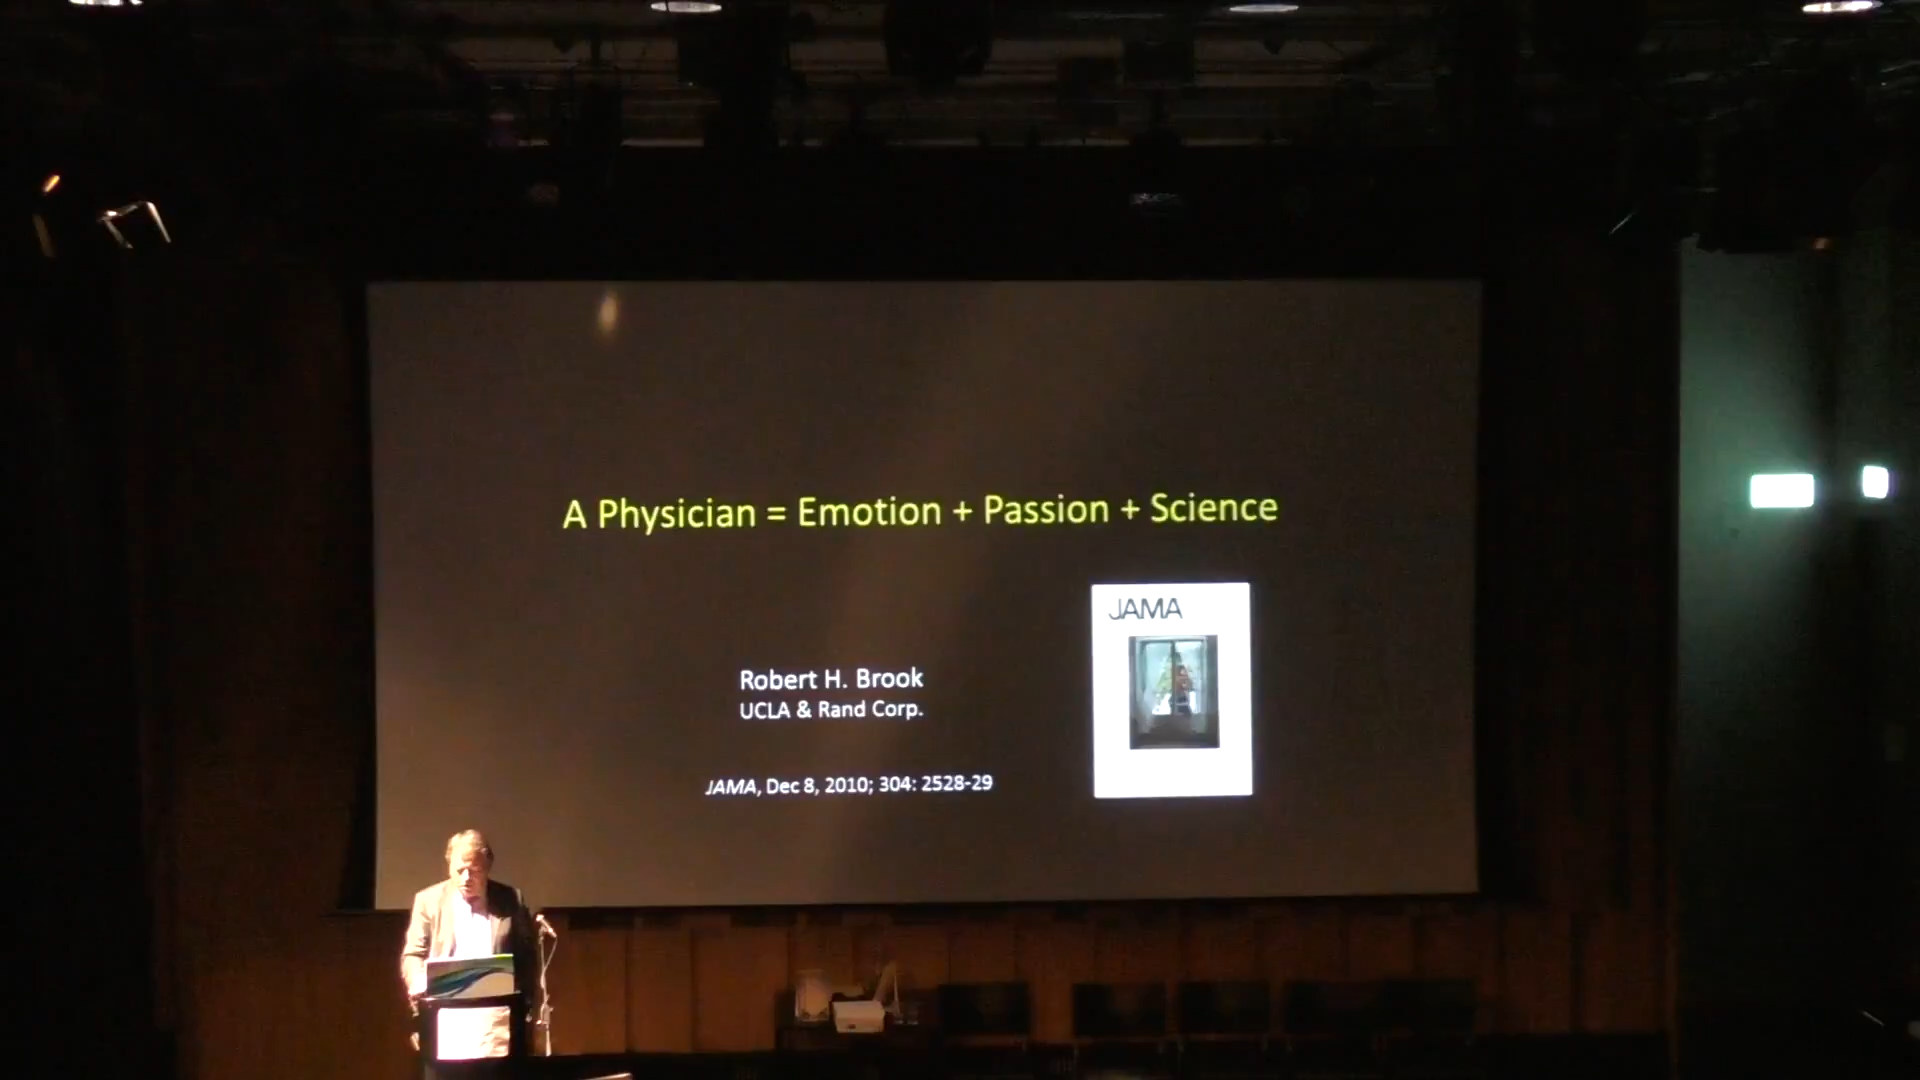 A Physician = Emotion + Passion + Science
JAMA
Robert H. Brook
UCLA & Rand Corp.
JAMA, Dec 8, 2010; 304: 2528-29